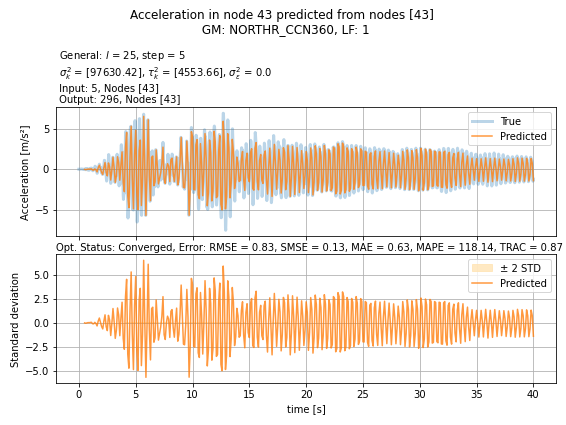 Acceleration in node 43 predicted from nodes [43]
GM: NORTHR_CCN360, LF: 1
General: l = 25, step = 5
σ²ₖ = [97630.42], τ²ₖ = [4553.66], σ²ε = 0.0
Input: 5, Nodes [43]
Output: 296, Nodes [43]
Acceleration [m/s²]
5
0
−5
True
Predicted
Opt. Status: Converged, Error: RMSE = 0.83, SMSE = 0.13, MAE = 0.63, MAPE = 118.14, TRAC = 0.87
Standard deviation
5.0
2.5
0.0
−2.5
−5.0
± 2 STD
Predicted
0 5 10 15 20 25 30 35 40
time [s]